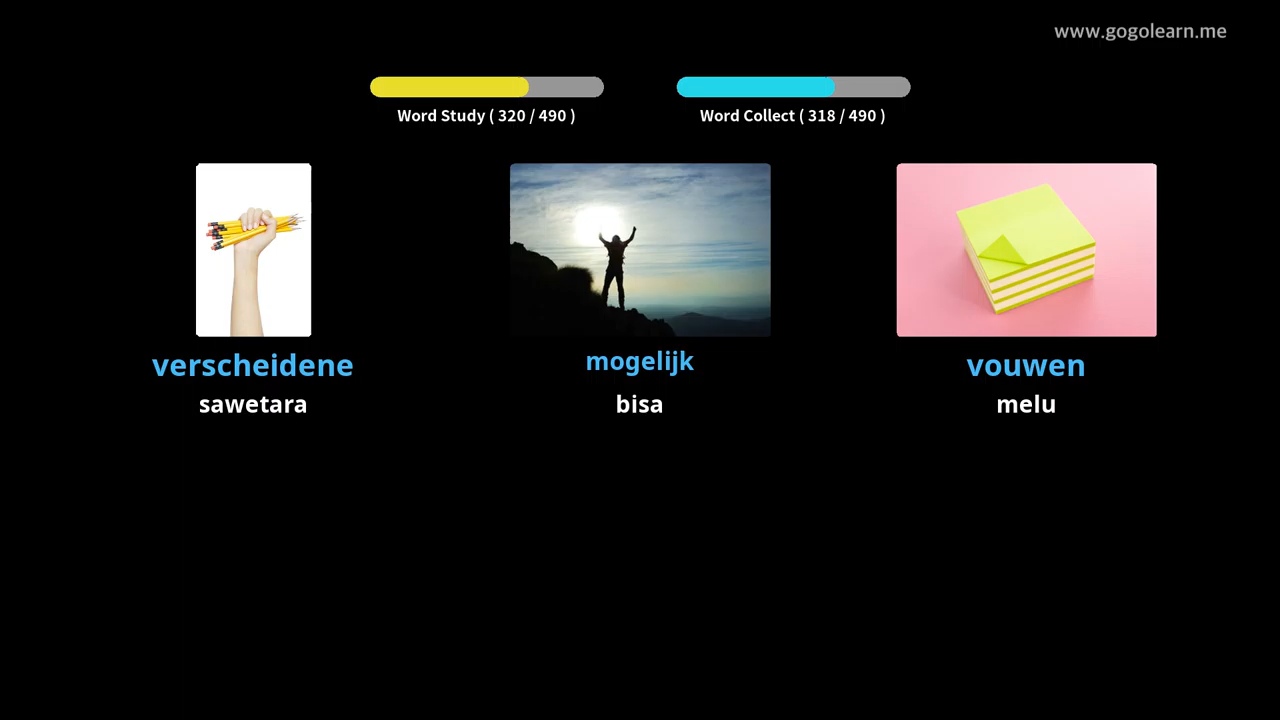 www.gogolearn.me
Word Study ( 320 / 490 )
Word Collect ( 318 / 490 )
verscheidene
mogelijk
vouwen
sawetara
bisa
melu